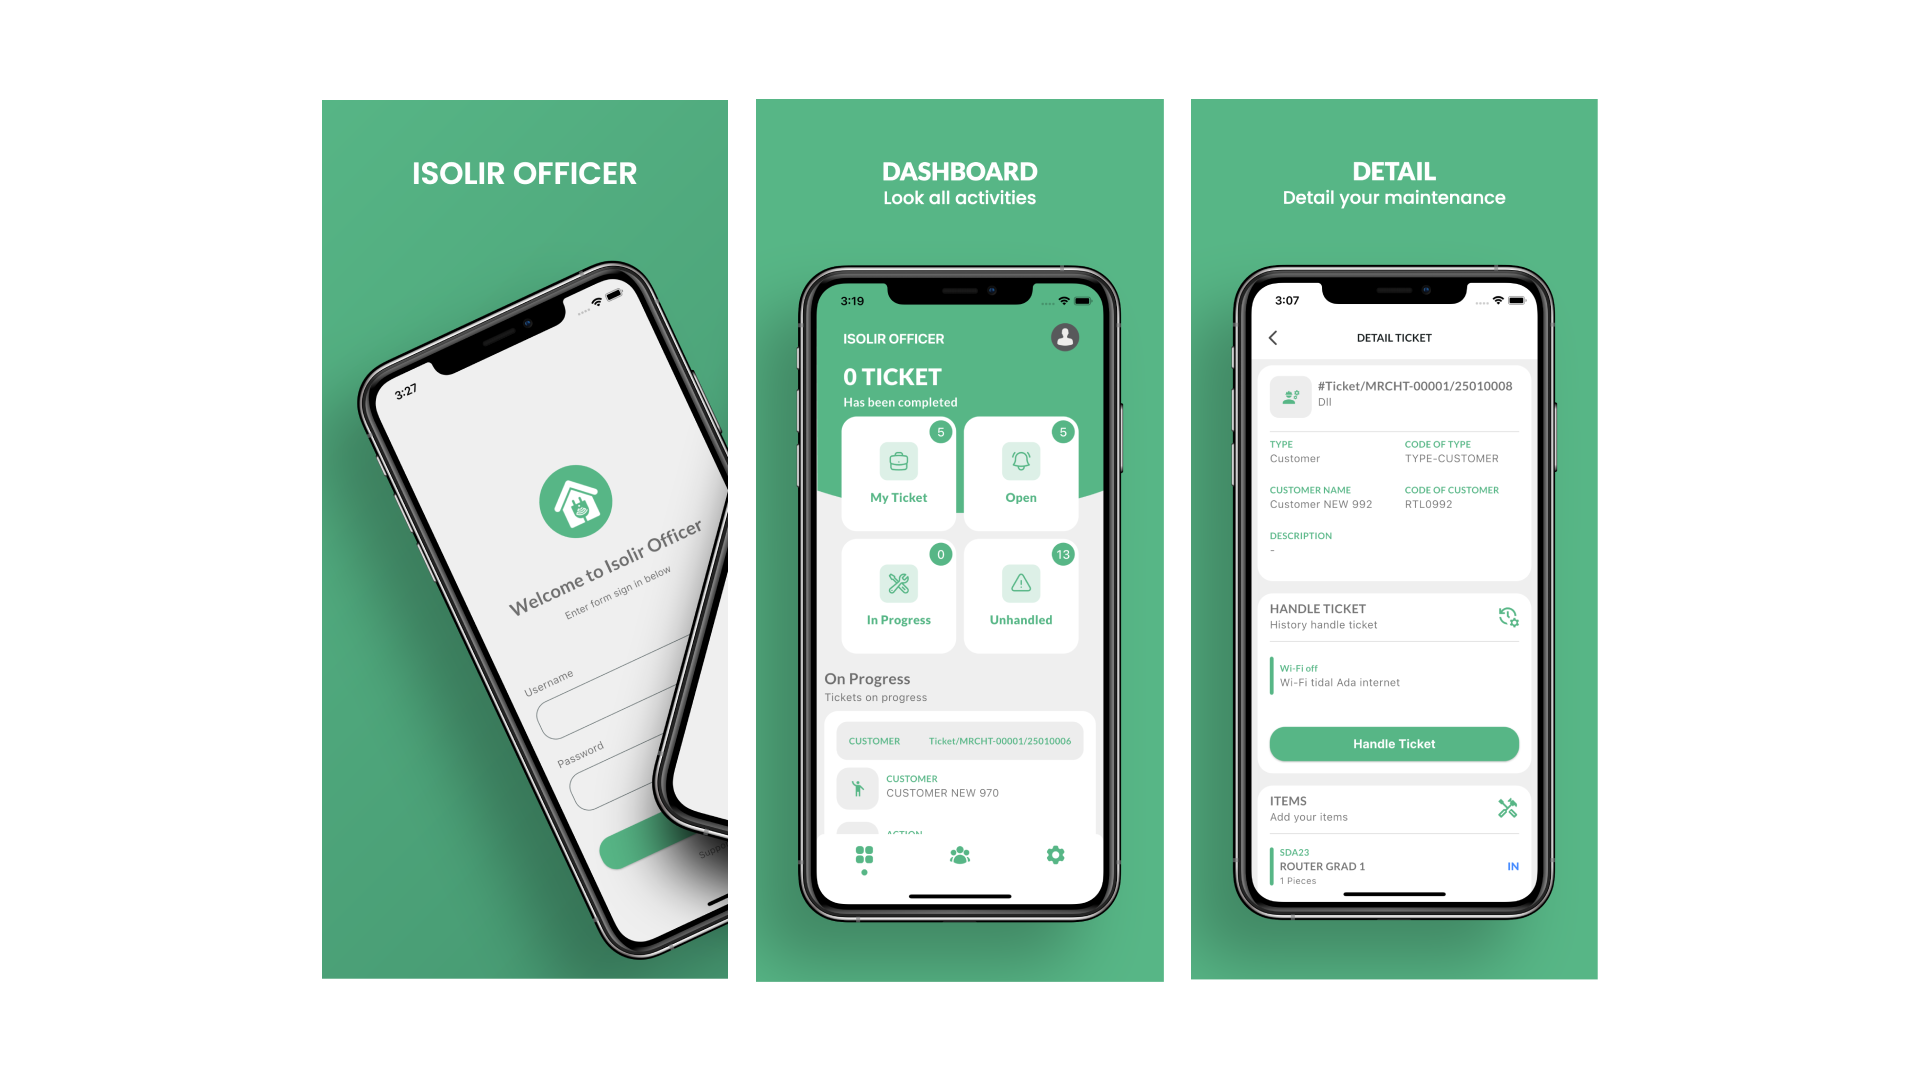 ISOLIR OFFICER
3:27
Welcome to Isolir Officer
Enter form sign in below
Username
Password
DASHBOARD
Look all activities
3:19
ISOLIR OFFICER
0 TICKET
Has been completed
5
My Ticket
5
Open
0
In Progress
13
Unhandled
On Progress
Tickets on progress
CUSTOMER Ticket/MRCHT-00001/25010006
CUSTOMER
CUSTOMER NEW 970
ACTION
DETAIL
Detail your maintenance
3:07
DETAIL TICKET
#Ticket/MRCHT-00001/25010008
Dll
TYPE CODE OF TYPE
Customer TYPE-CUSTOMER
CUSTOMER NAME CODE OF CUSTOMER
Customer NEW 992 RTL0992
DESCRIPTION
-
HANDLE TICKET
History handle ticket
Wi-Fi off
Wi-Fi tidal Ada internet
Handle Ticket
ITEMS
Add your items
SDA23
ROUTER GRAD 1 IN
1 Pieces